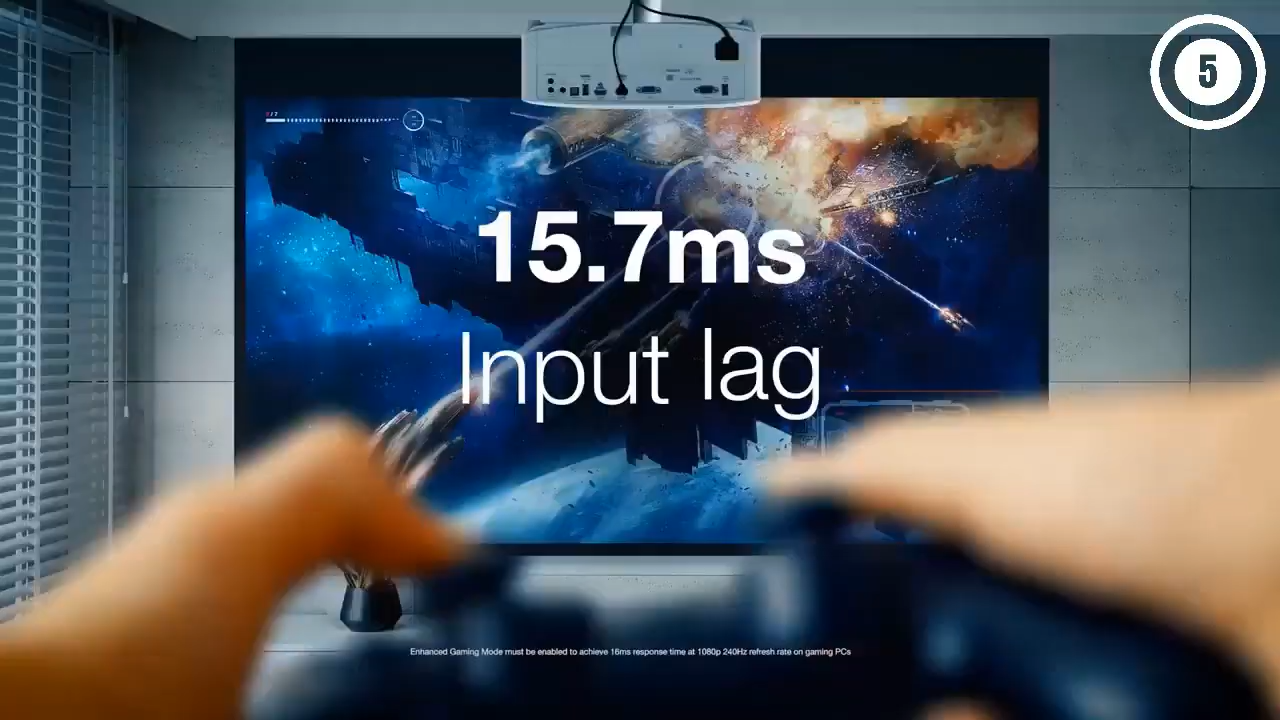 5
15.7ms
Input lag
Enhanced Gaming Mode must be enabled to achieve 16ms response time at 1080p 240Hz refresh rate on gaming PCs